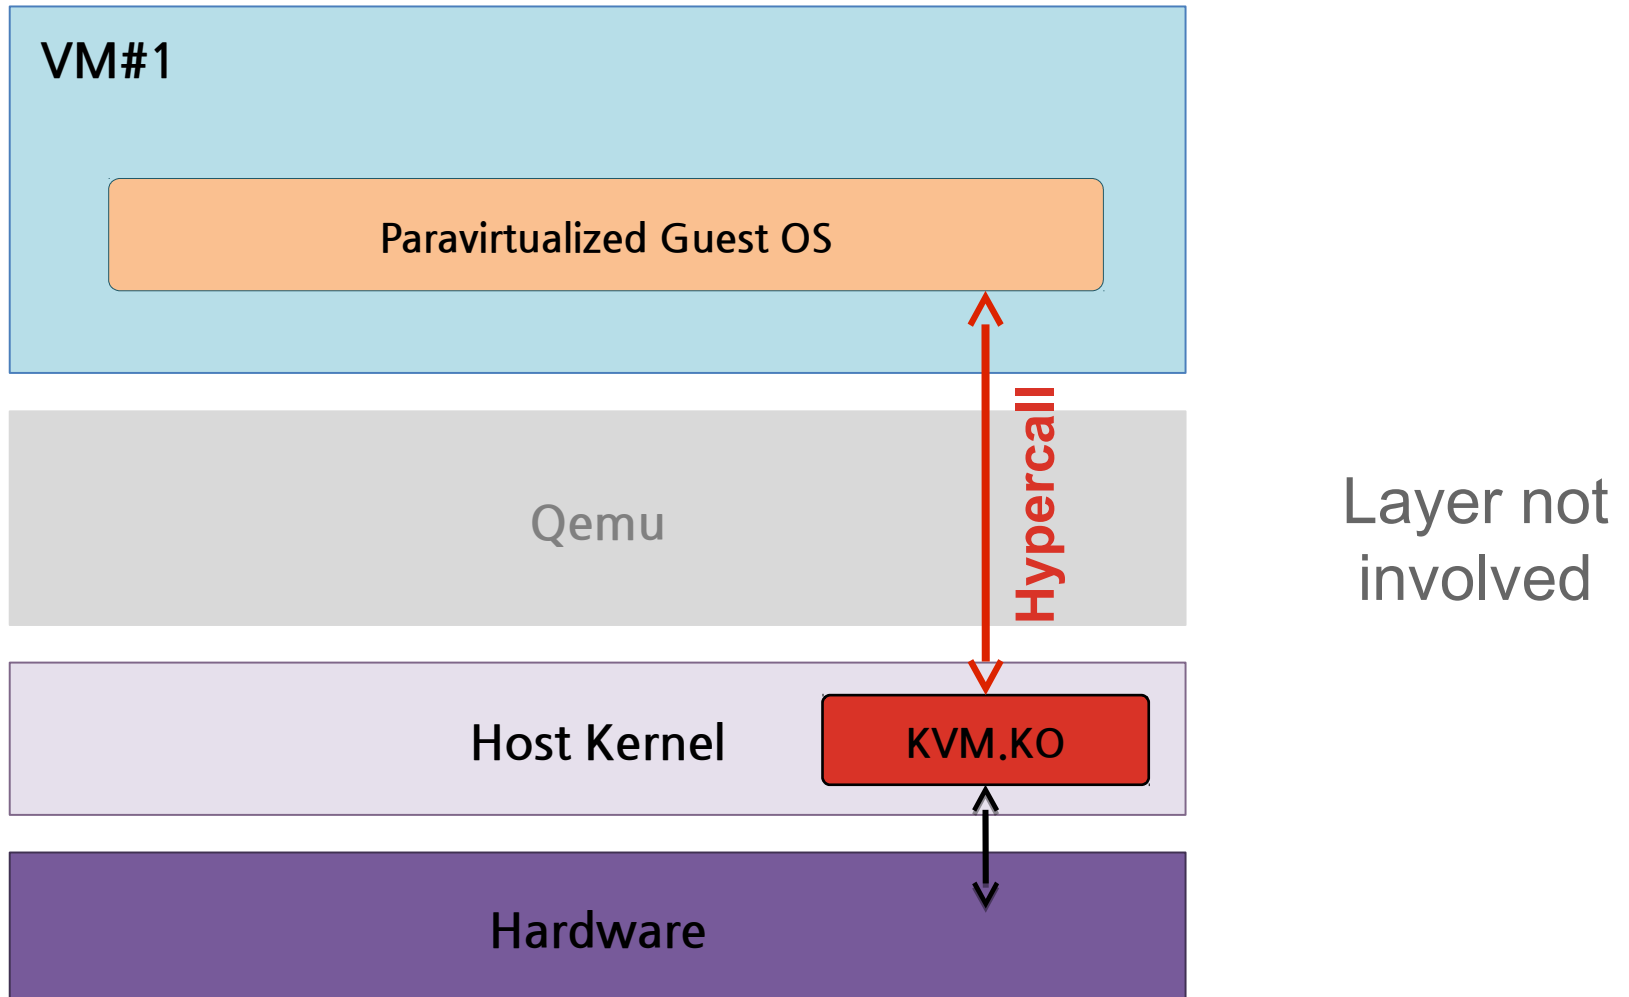 VM#1
Paravirtualized Guest OS
Hypercall
Qemu
Layer not
involved
Host Kernel
KVM.KO
Hardware